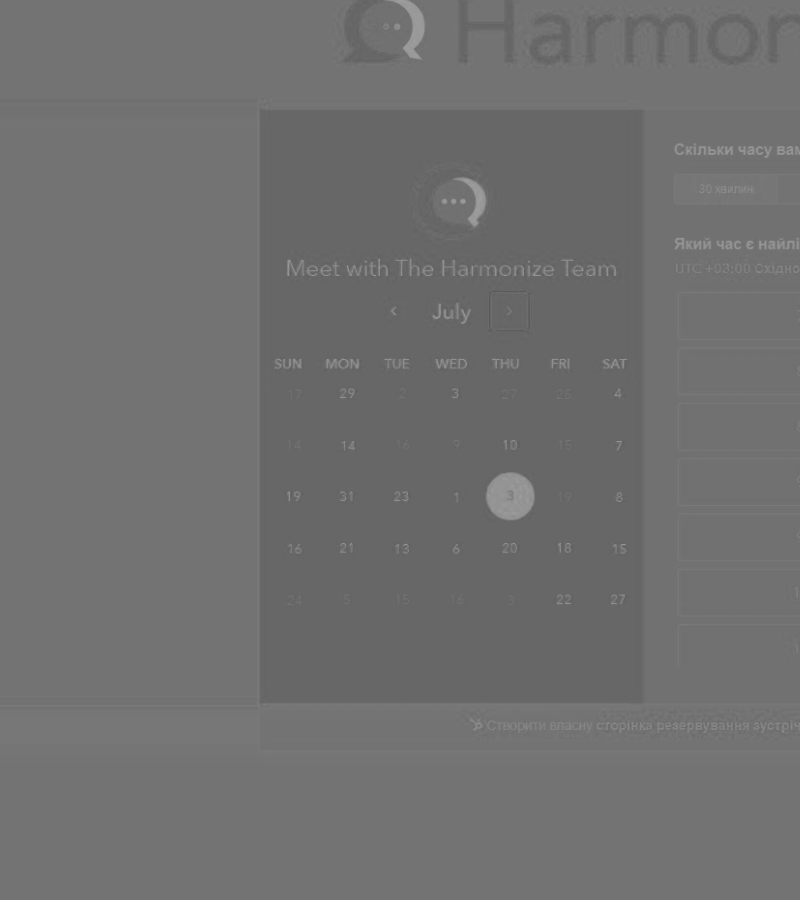 Harmon
Meet with The Harmonize Team
July
SUN MON TUE WED THU FRI SAT
17 29 2 3 27 25 4
14 14 16 9 10 15 7
19 31 23 1 3 19 8
16 21 13 6 20 18 15
24 5 15 16 3 22 27
Скільки часу вам
30 хвилин
Який час є найлі
UTC +03:00 Східно
Створити власну сторінка резервування зустріч